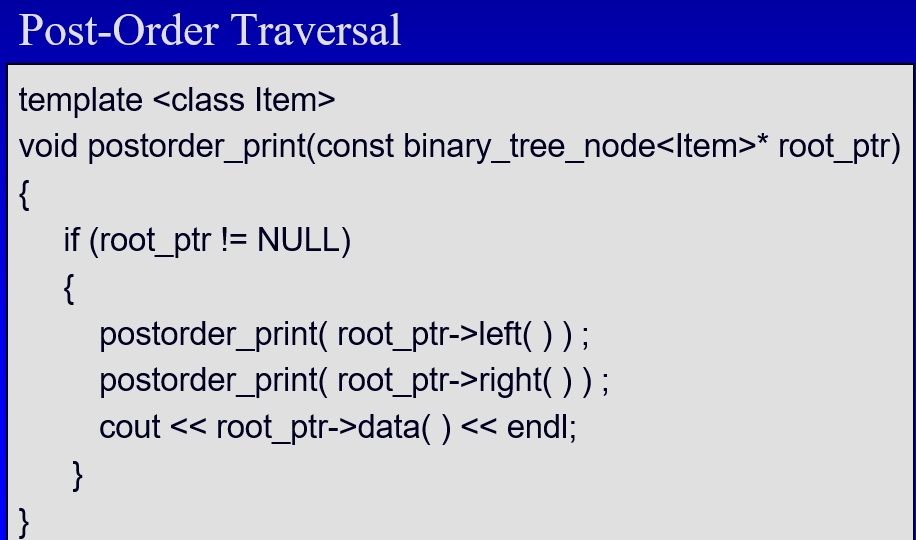 Post-Order Traversal
template <class Item>
void postorder_print(const binary_tree_node<Item>* root_ptr)
{
if (root_ptr != NULL)
{
postorder_print( root_ptr->left( ) ) ;
postorder_print( root_ptr->right( ) ) ;
cout << root_ptr->data( ) << endl;
}
}